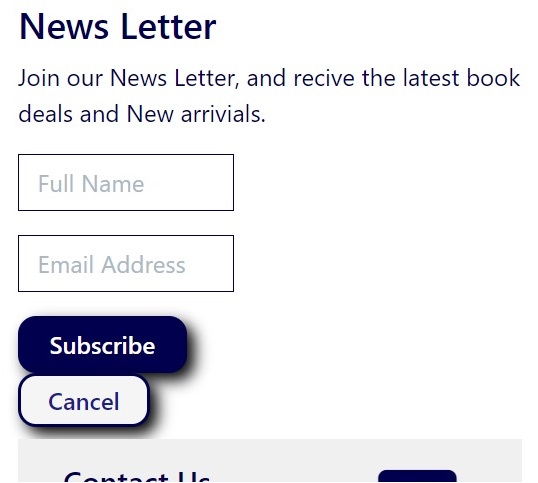 News Letter
Join our News Letter, and recive the latest book
deals and New arrivials.
Full Name
Email Address
Subscribe
Cancel
Contact Us